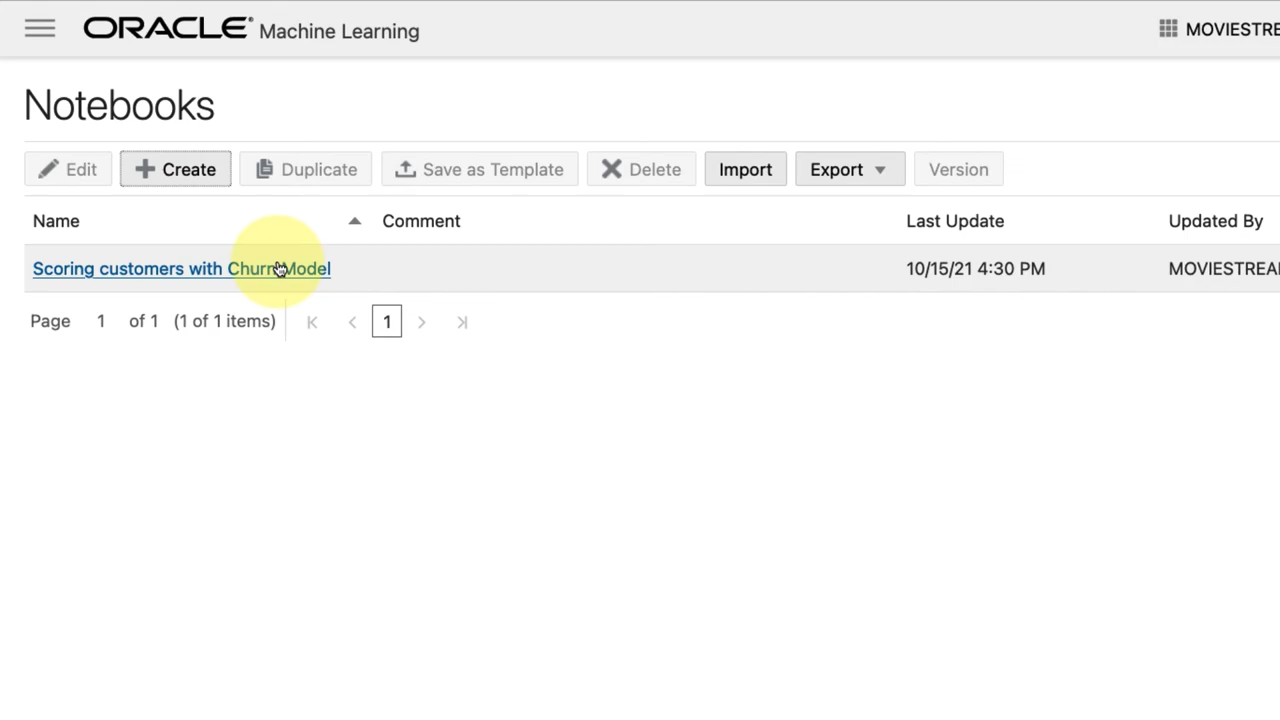 ORACLE® Machine Learning MOVIESTRE
Notebooks
Edit Create Duplicate Save as Template Delete Import Export Version
Name Comment Last Update Updated By
Scoring customers with Churn Model 10/15/21 4:30 PM MOVIESTREA
Page 1 of 1 (1 of 1 items) 1